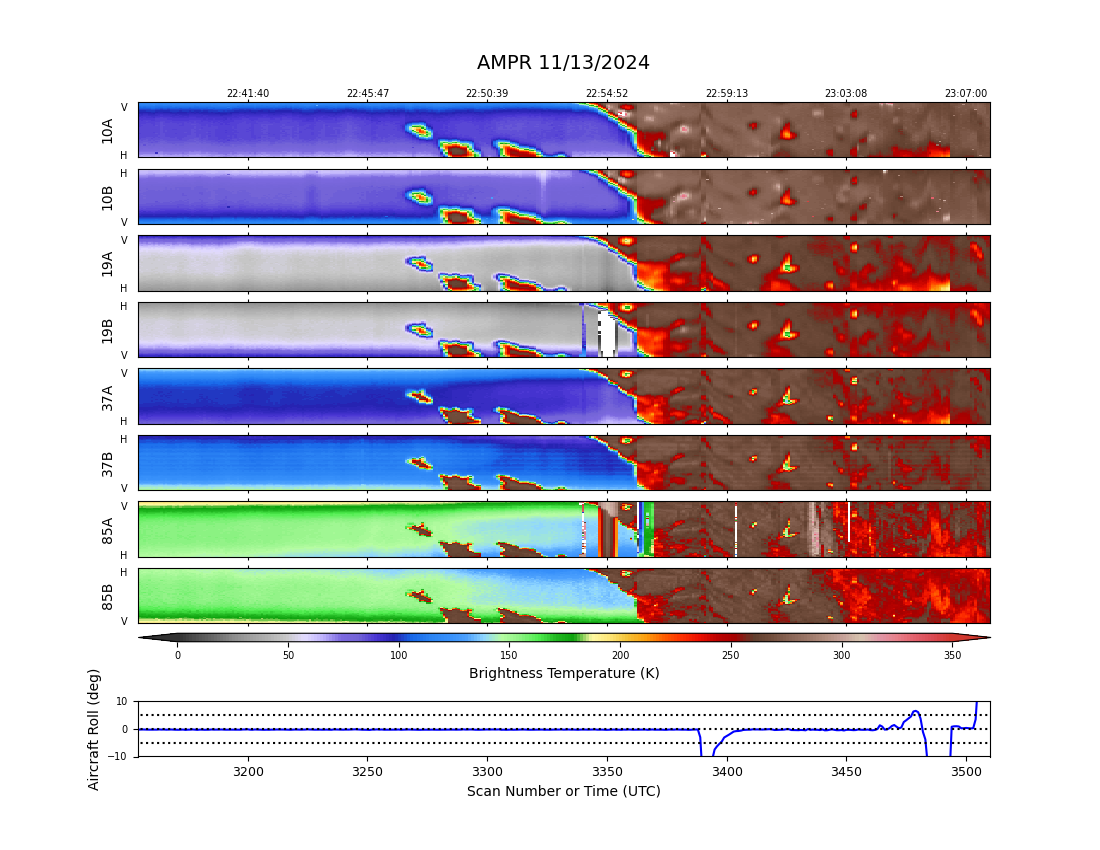 AMPR 11/13/2024
22:41:40 22:45:47 22:50:39 22:54:52 22:59:13 23:03:08 23:07:00
V
10A
H
H
10B
V
V
19A
H
H
19B
V
V
37A
H
H
37B
V
V
85A
H
H
85B
V
0 50 100 150 200 250 300 350
Brightness Temperature (K)
Aircraft Roll (deg)
10
0
−10
3200 3250 3300 3350 3400 3450 3500
Scan Number or Time (UTC)